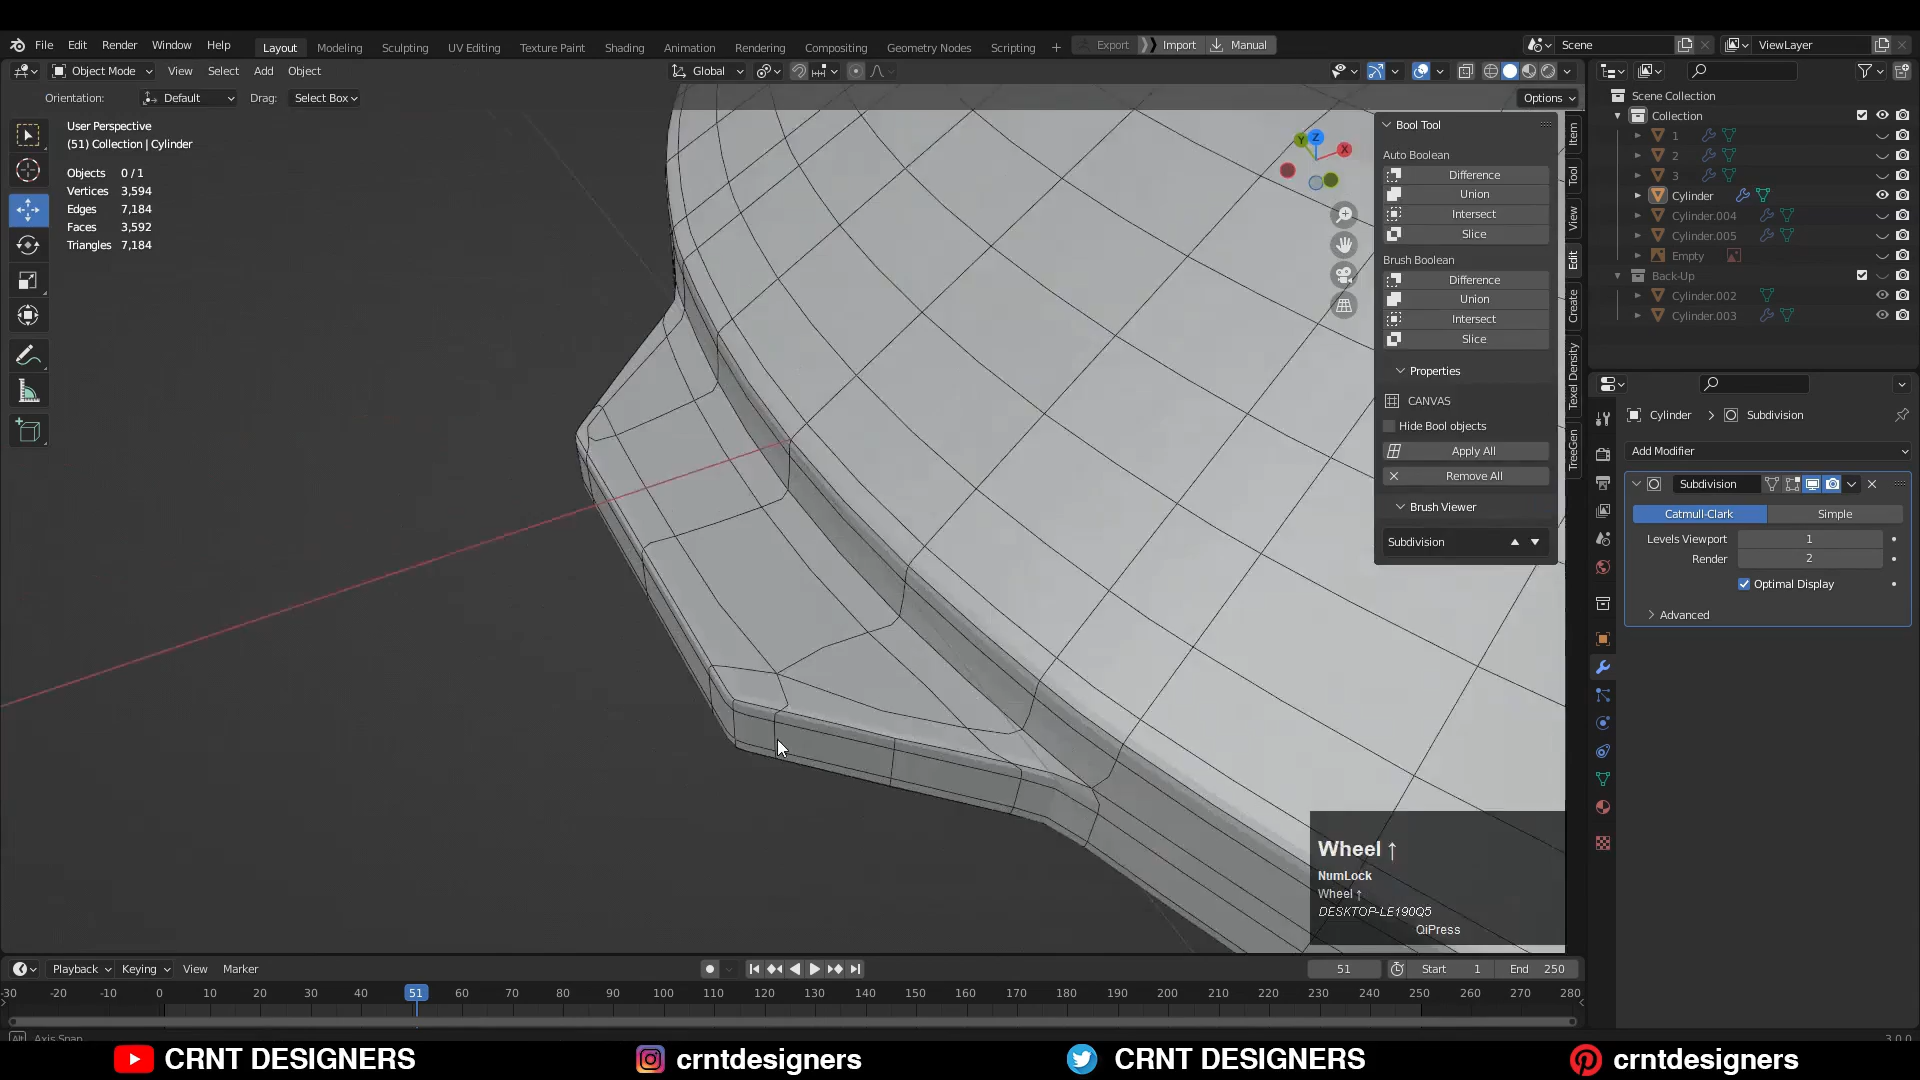 File Edit Render Window Help
Layout Modeling Sculpting UV Editing Texture Paint Shading Animation Rendering Compositing Geometry Nodes Scripting +
Export Import Manual
Scene ViewLayer
Object Mode View Select Add Object
Global
Orientation: Default Drag: Select Box
Options
User Perspective
(51) Collection | Cylinder
Objects 0 / 1
Vertices 3,594
Edges 7,184
Faces 3,592
Triangles 7,184
Y Z X
Bool Tool
Auto Boolean
Difference
Union
Intersect
Slice
Brush Boolean
Difference
Union
Intersect
Slice
Properties
CANVAS
Hide Bool objects
Apply All
Remove All
Brush Viewer
Subdivision
Item
Tool
View
Edit
Create
Texel Density
TreeGen
Scene Collection
Collection
1
2
3
Cylinder
Cylinder.004
Cylinder.005
Empty
Back-Up
Cylinder.002
Cylinder.003
Cylinder > Subdivision
Add Modifier
Subdivision
Catmull-Clark Simple
Levels Viewport 1
Render 2
Optimal Display
Advanced
Wheel ↑
NumLock
Wheel ↑
DESKTOP-LE190Q5
QiPress
Playback Keying View Marker
51 Start 1 End 250
-30 -20 -10 0 10 20 30 40 51 60 70 80 90 100 110 120 130 140 150 160 170 180 190 200 210 220 230 240 250 260 270 280
Alt Axis Snap
3.0.0
CRNT DESIGNERS crntdesigners CRNT DESIGNERS crntdesigners